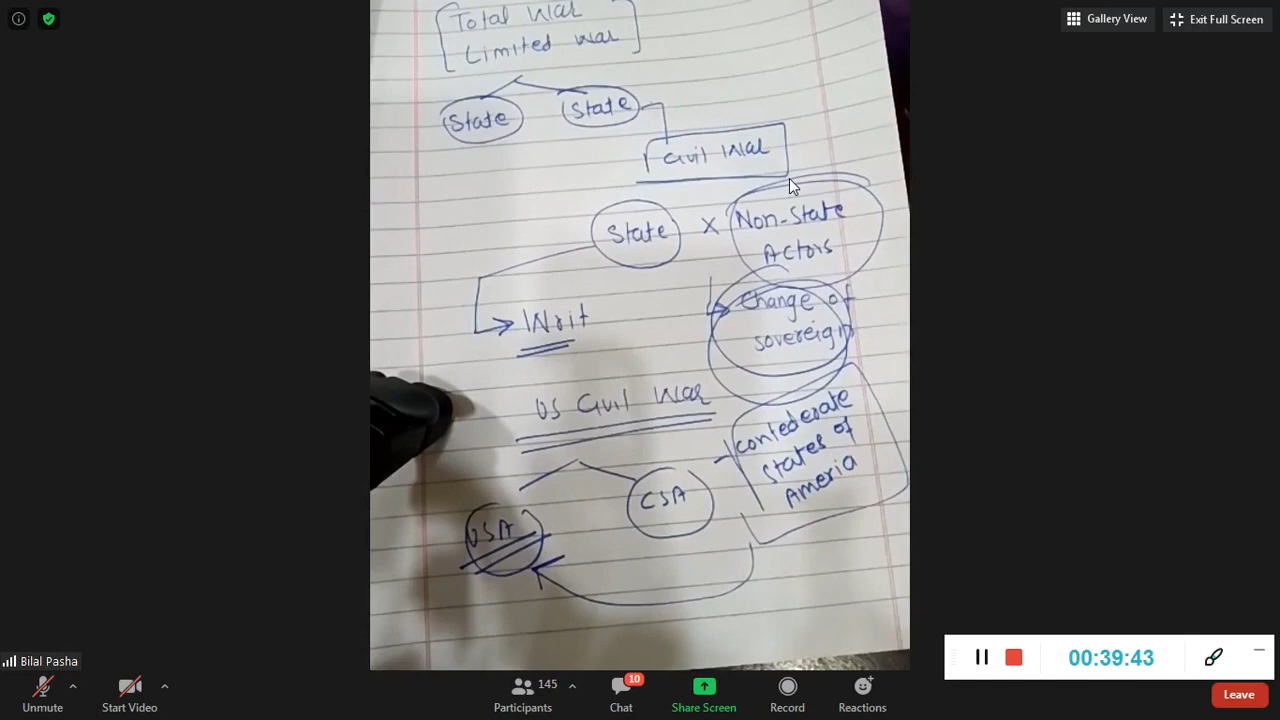 Gallery View
Exit Full Screen
Total War
Limited War
State State
Civil War
State X Non-State
Actors
Writ
Change of
sovereign
US Civil War
Confederate
States of
Ameria
USA
CSA
Bilal Pasha
00:39:43
Unmute
Start Video
145
Participants
10
Chat
Share Screen
Record
Reactions
Leave